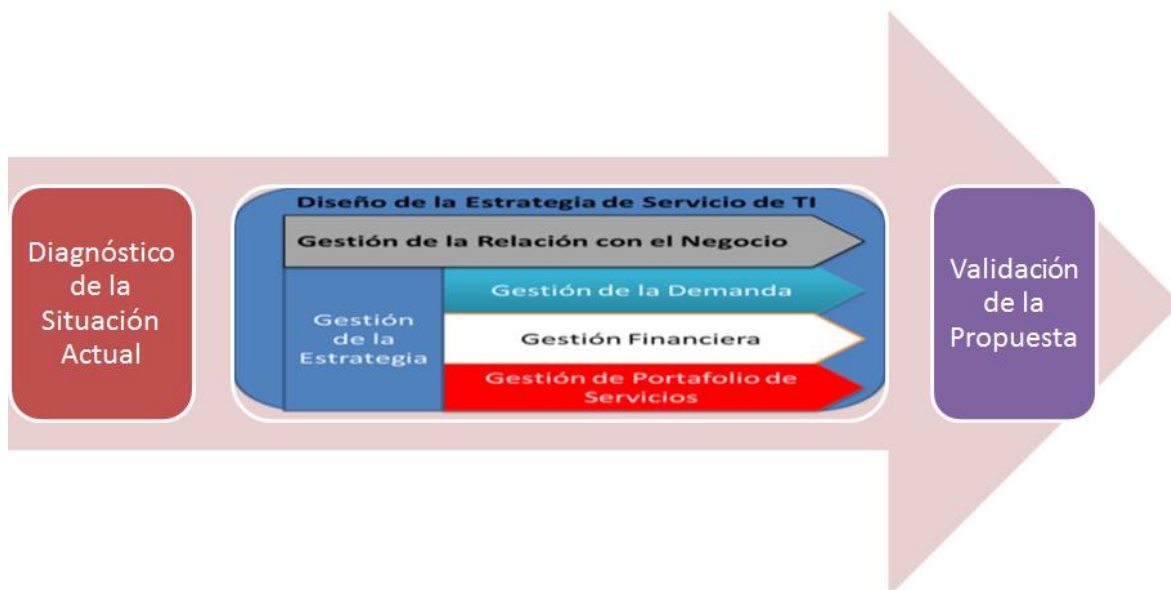 Diagnóstico
de la
Situación
Actual
Diseño de la Estrategia de Servicio de TI
Gestión de la Relación con el Negocio
Gestión
de la
Estrategia
Gestión de la Demanda
Gestión Financiera
Gestión de Portafolio de
Servicios
Validación
de la
Propuesta